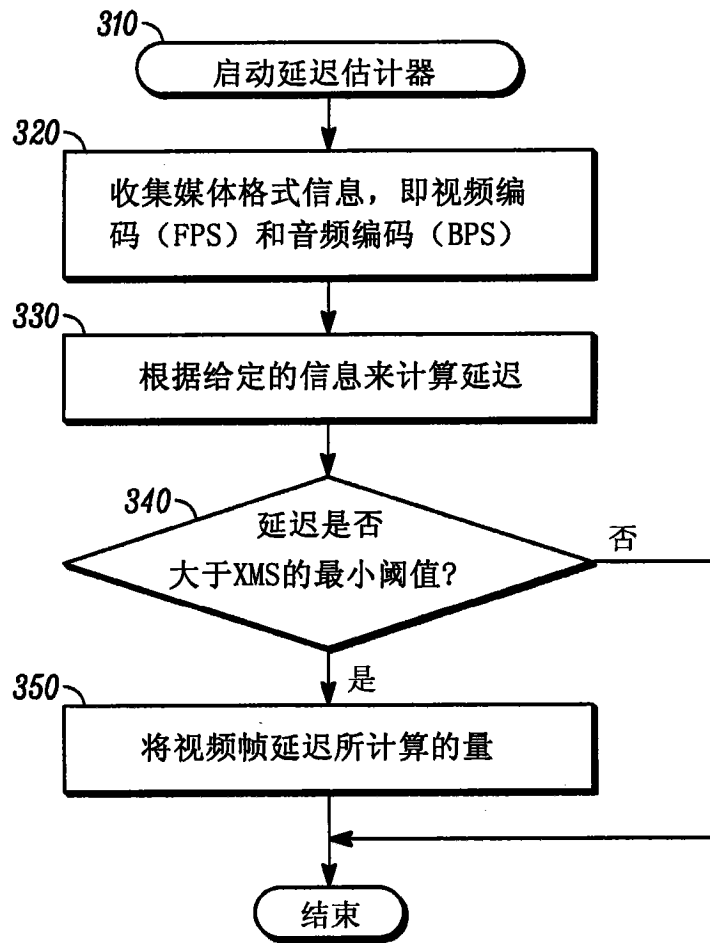 310
启动延迟估计器
320
收集媒体格式信息，即视频编
码（FPS）和音频编码（BPS）
330
根据给定的信息来计算延迟
340
延迟是否
大于XMS的最小阈值?
否
是
350
将视频帧延迟所计算的量
结束